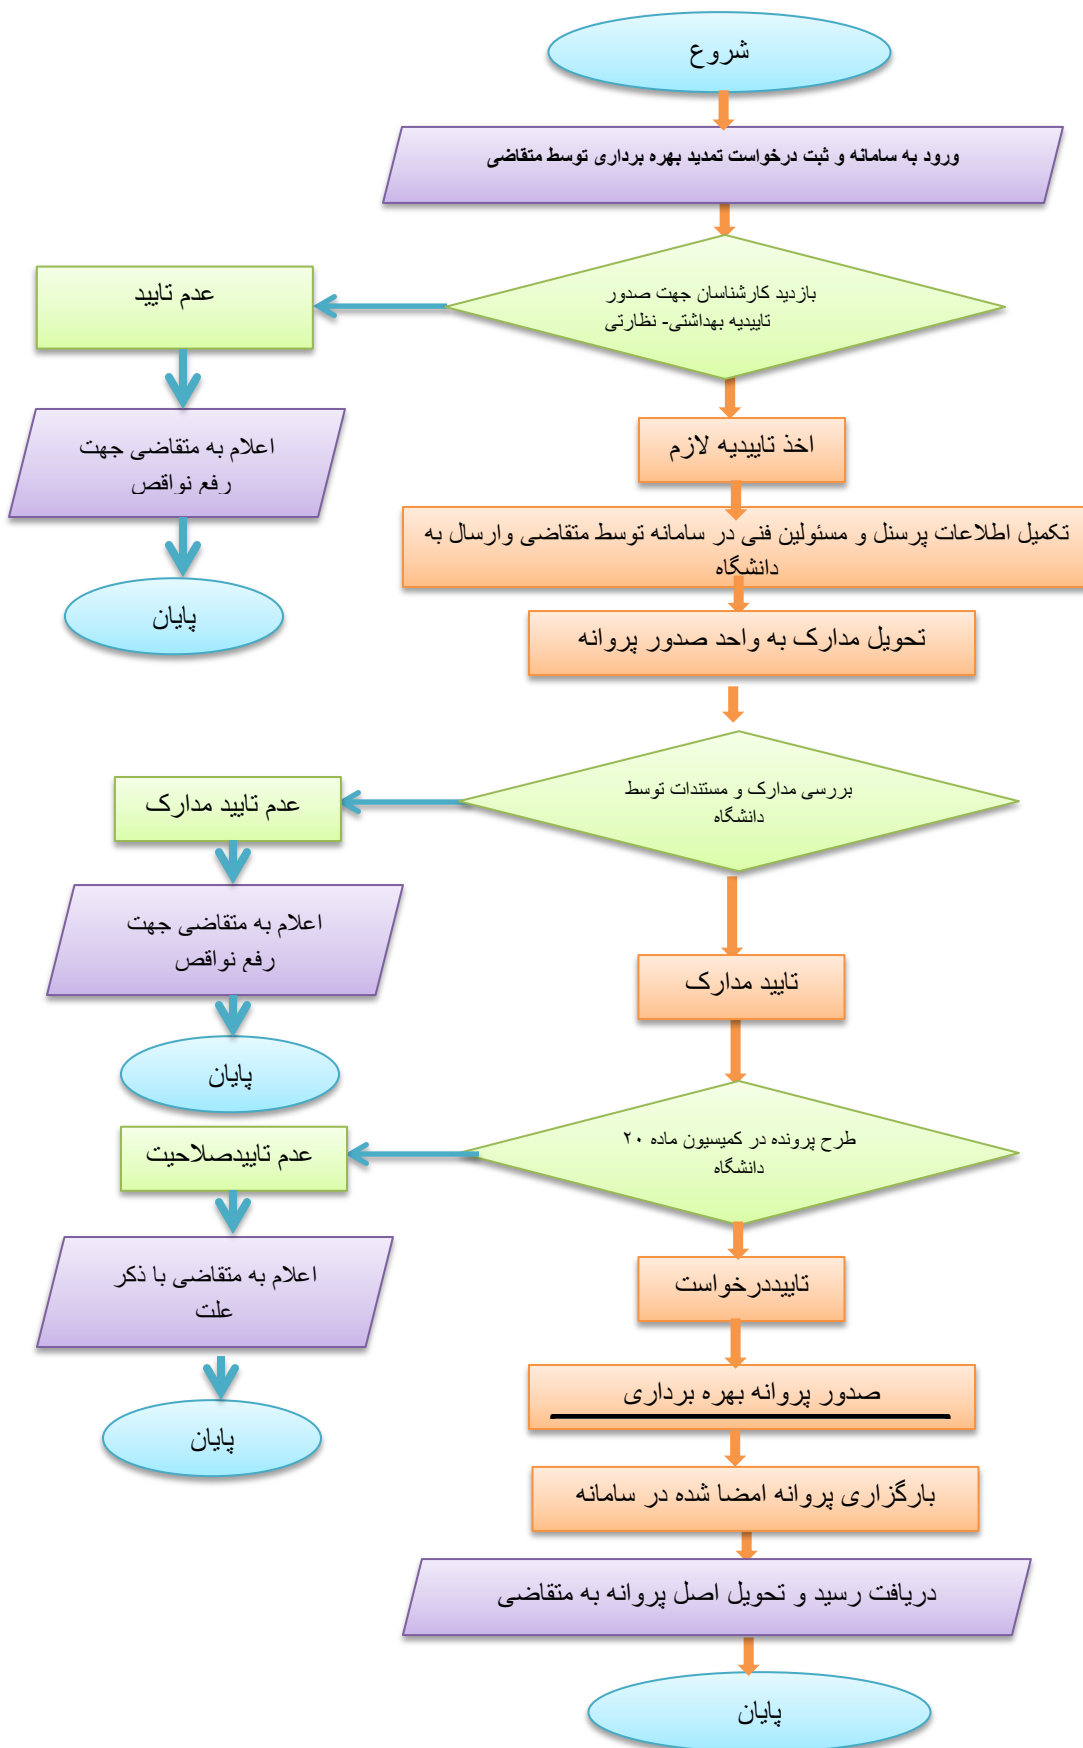 شروع
ورود به سامانه و ثبت درخواست تمدید بهره برداری توسط متقاضی
بازدید کارشناسان جهت صدور
تاییدیه بهداشتی- نظارتی
عدم تایید
اعلام به متقاضی جهت
رفع نواقص
پایان
اخذ تاییدیه لازم
تکمیل اطلاعات پرسنل و مسئولین فنی در سامانه توسط متقاضی وارسال به
دانشگاه
تحویل مدارک به واحد صدور پروانه
بررسی مدارک و مستندات توسط
دانشگاه
عدم تایید مدارک
اعلام به متقاضی جهت
رفع نواقص
پایان
تایید مدارک
طرح پرونده در کمیسیون ماده ۲۰
دانشگاه
عدم تاییدصلاحیت
اعلام به متقاضی با ذکر
علت
پایان
تاییددرخواست
صدور پروانه بهره برداری
بارگزاری پروانه امضا شده در سامانه
دریافت رسید و تحویل اصل پروانه به متقاضی
پایان